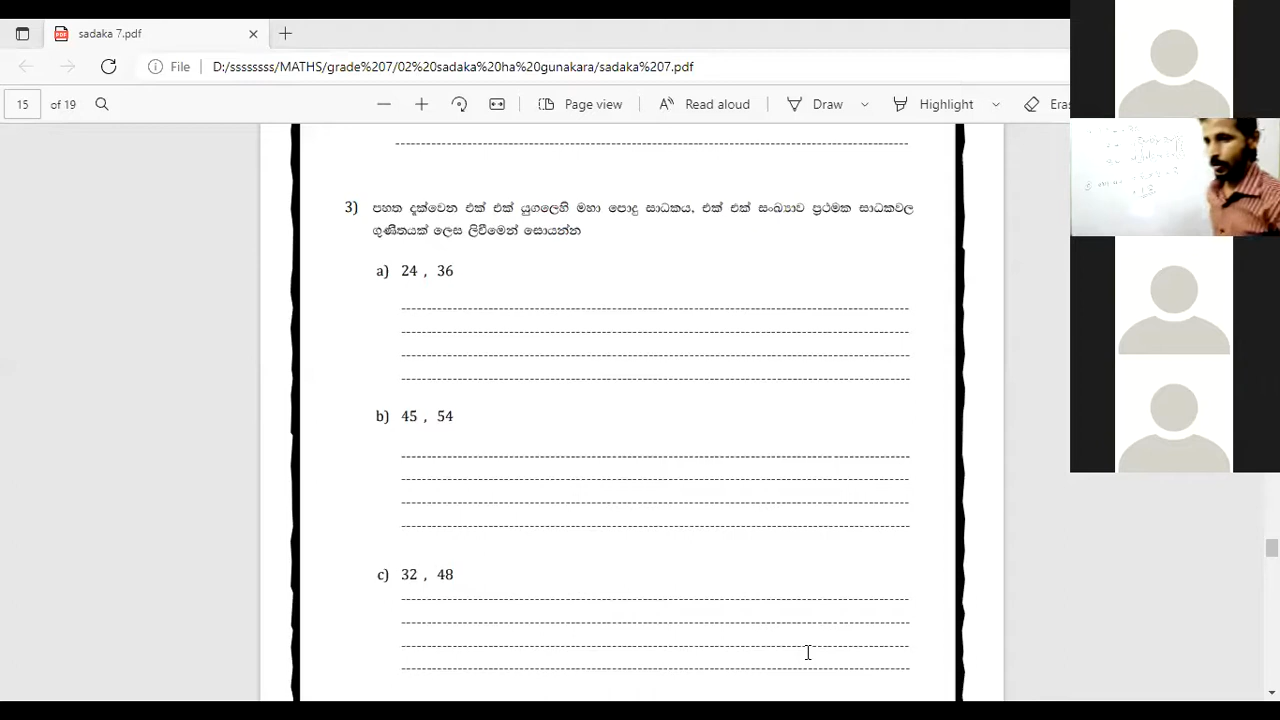 sadaka 7.pdf
File D:/ssssssss/MATHS/grade%207/02%20sadaka%20ha%20gunakara/sadaka%207.pdf
15 of 19 Page view Read aloud Draw Highlight Eras
3) පහත දැක්වෙන එක් එක් යුගලෙහි මහා පොදු සාධකය, එක් එක් සංඛ්‍යාව ප්‍රථමක සාධකවල
ගුණිතයක් ලෙස ලිවීමෙන් සොයන්න
a) 24 , 36
b) 45 , 54
c) 32 , 48